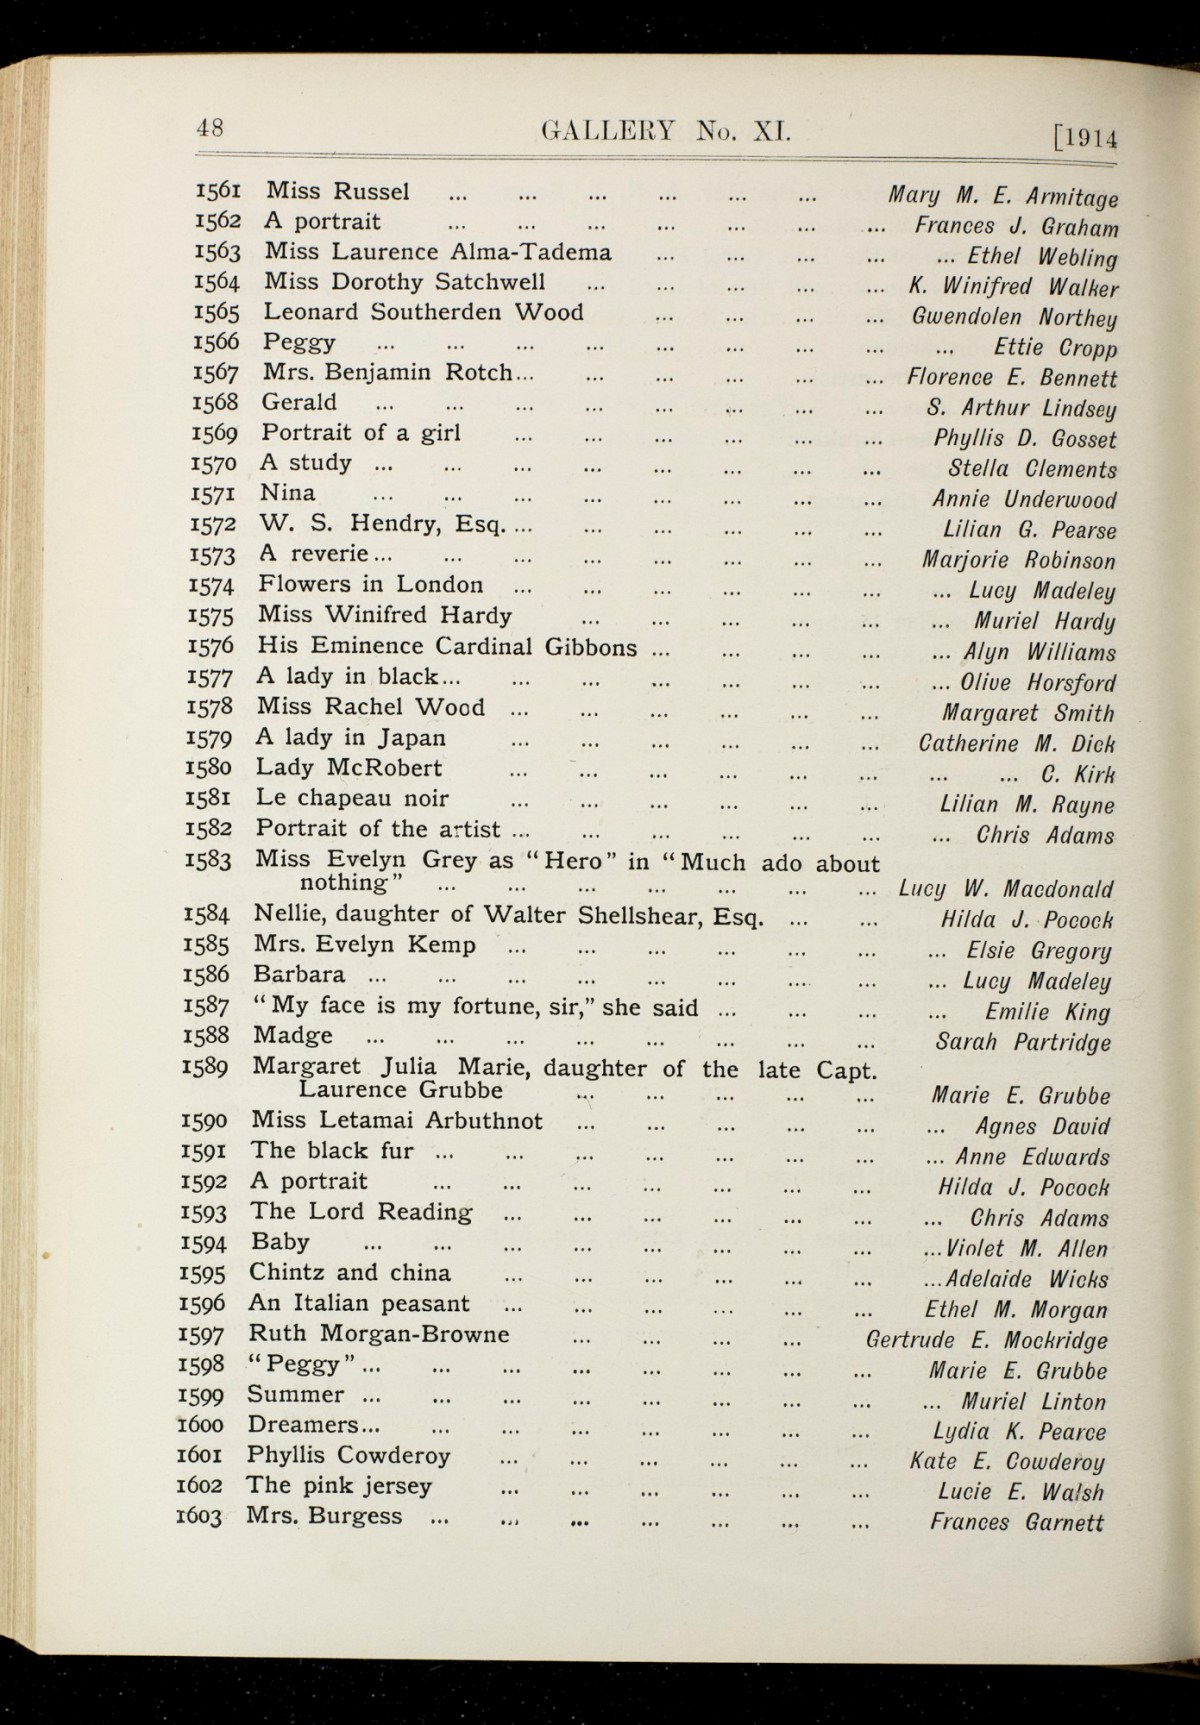 48 GALLERY No. XI. [1914
1561 Miss Russel ... ... ... ... ... ... Mary M. E. Armitage
1562 A portrait ... ... ... ... ... ... ... Frances J. Graham
1563 Miss Laurence Alma-Tadema ... ... ... ... ... Ethel Webling
1564 Miss Dorothy Satchwell ... ... ... ... ... K. Winifred Walker
1565 Leonard Southerden Wood ... ... ... ... Gwendolen Northey
1566 Peggy ... ... ... ... ... ... ... ... ... Ettie Cropp
1567 Mrs. Benjamin Rotch... ... ... ... ... ... Florence E. Bennett
1568 Gerald ... ... ... ... ... ... ... ... S. Arthur Lindsey
1569 Portrait of a girl ... ... ... ... ... ... Phyllis D. Gosset
1570 A study ... ... ... ... ... ... ... ... Stella Clements
1571 Nina ... ... ... ... ... ... ... ... Annie Underwood
1572 W. S. Hendry, Esq. ... ... ... ... ... ... Lilian G. Pearse
1573 A reverie ... ... ... ... ... ... ... ... Marjorie Robinson
1574 Flowers in London ... ... ... ... ... ... ... Lucy Madeley
1575 Miss Winifred Hardy ... ... ... ... ... ... Muriel Hardy
1576 His Eminence Cardinal Gibbons ... ... ... ... ... Alyn Williams
1577 A lady in black... ... ... ... ... ... ... ... Olive Horsford
1578 Miss Rachel Wood ... ... ... ... ... ... Margaret Smith
1579 A lady in Japan ... ... ... ... ... ... Catherine M. Dick
1580 Lady McRobert ... ... ... ... ... ... ... ... C. Kirk
1581 Le chapeau noir ... ... ... ... ... ... Lilian M. Rayne
1582 Portrait of the artist ... ... ... ... ... ... ... Chris Adams
1583 Miss Evelyn Grey as "Hero" in "Much ado about
nothing" ... ... ... ... ... ... ... Lucy W. Macdonald
1584 Nellie, daughter of Walter Shellshear, Esq. ... ... Hilda J. Pocock
1585 Mrs. Evelyn Kemp ... ... ... ... ... ... ... Elsie Gregory
1586 Barbara ... ... ... ... ... ... ... ... ... Lucy Madeley
1587 "My face is my fortune, sir," she said ... ... ... ... Emilie King
1588 Madge ... ... ... ... ... ... ... ... Sarah Partridge
1589 Margaret Julia Marie, daughter of the late Capt.
Laurence Grubbe ... ... ... ... ... Marie E. Grubbe
1590 Miss Letamai Arbuthnot ... ... ... ... ... ... Agnes David
1591 The black fur ... ... ... ... ... ... ... ... Anne Edwards
1592 A portrait ... ... ... ... ... ... ... Hilda J. Pocock
1593 The Lord Reading ... ... ... ... ... ... ... Chris Adams
1594 Baby ... ... ... ... ... ... ... ... ... Violet M. Allen
1595 Chintz and china ... ... ... ... ... ... ... Adelaide Wicks
1596 An Italian peasant ... ... ... ... ... ... Ethel M. Morgan
1597 Ruth Morgan-Browne ... ... ... ... Gertrude E. Mockridge
1598 "Peggy" ... ... ... ... ... ... ... ... Marie E. Grubbe
1599 Summer ... ... ... ... ... ... ... ... ... Muriel Linton
1600 Dreamers... ... ... ... ... ... ... ... Lydia K. Pearce
1601 Phyllis Cowderoy ... ... ... ... ... ... Kate E. Cowderoy
1602 The pink jersey ... ... ... ... ... ... Lucie E. Walsh
1603 Mrs. Burgess ... ... ... ... ... ... ... Frances Garnett